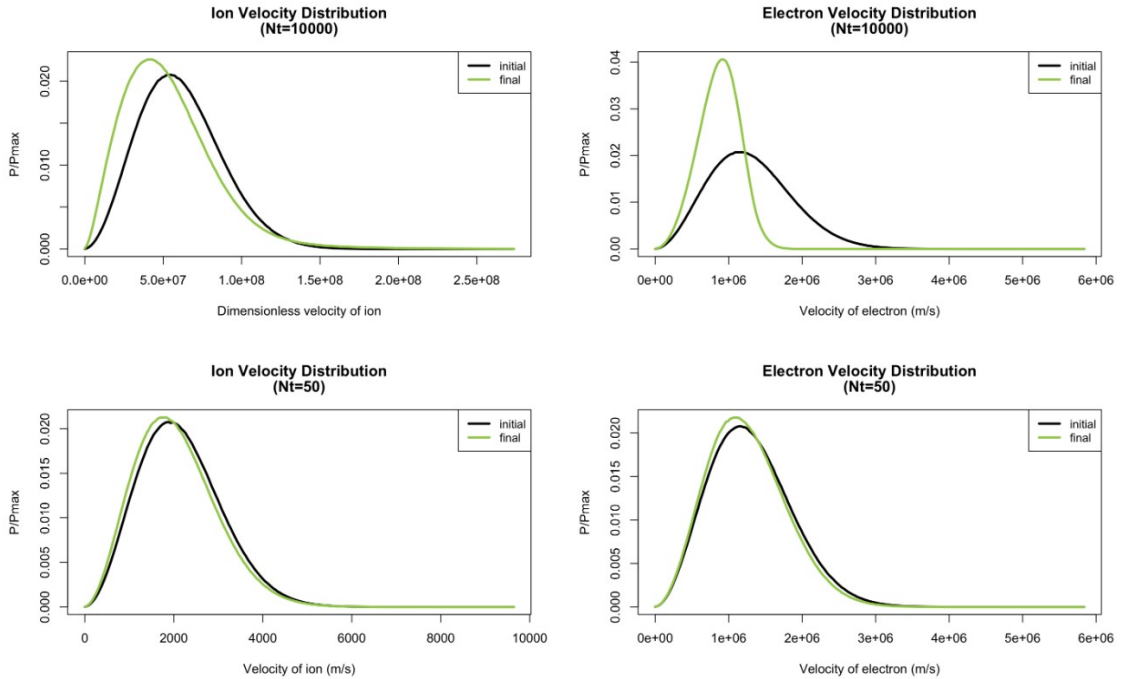 Ion Velocity Distribution
(Nt=10000)
P/Pmax
0.000 0.010 0.020
initial
final
0.0e+00 5.0e+07 1.0e+08 1.5e+08 2.0e+08 2.5e+08
Dimensionless velocity of ion
Electron Velocity Distribution
(Nt=10000)
P/Pmax
0.00 0.01 0.02 0.03 0.04
initial
final
0e+00 1e+06 2e+06 3e+06 4e+06 5e+06 6e+06
Velocity of electron (m/s)
Ion Velocity Distribution
(Nt=50)
P/Pmax
0.000 0.005 0.010 0.015 0.020
initial
final
0 2000 4000 6000 8000 10000
Velocity of ion (m/s)
Electron Velocity Distribution
(Nt=50)
P/Pmax
0.000 0.005 0.010 0.015 0.020
initial
final
0e+00 1e+06 2e+06 3e+06 4e+06 5e+06 6e+06
Velocity of electron (m/s)